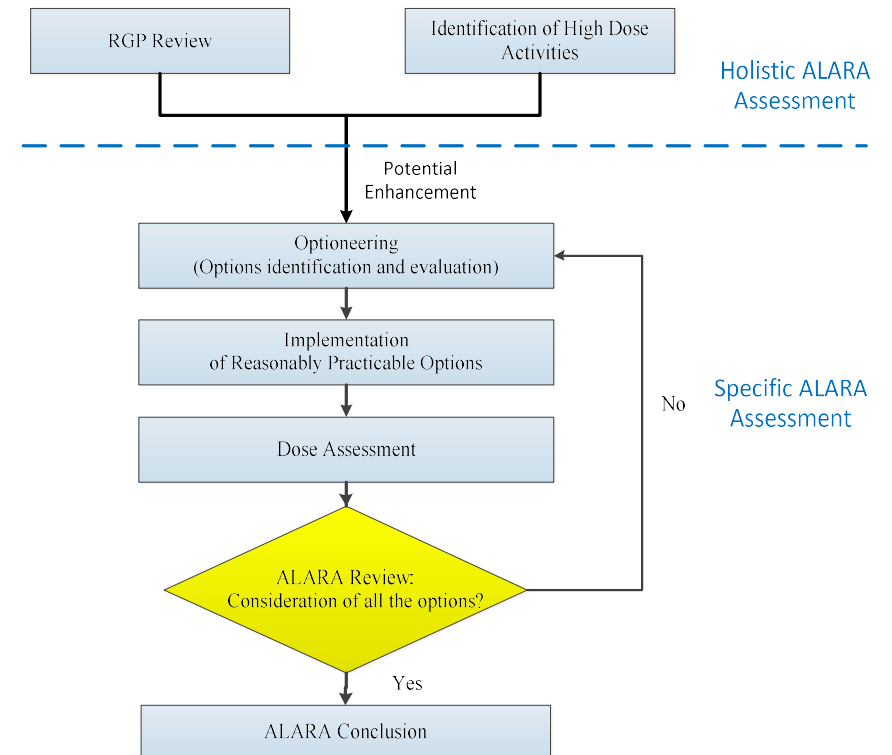 RGP Review
Identification of High Dose
Activities
Holistic ALARA
Assessment
Potential
Enhancement
Optioneering
(Options identification and evaluation)
Implementation
of Reasonably Practicable Options
No
Specific ALARA
Assessment
Dose Assessment
ALARA Review:
Consideration of all the options?
Yes
ALARA Conclusion